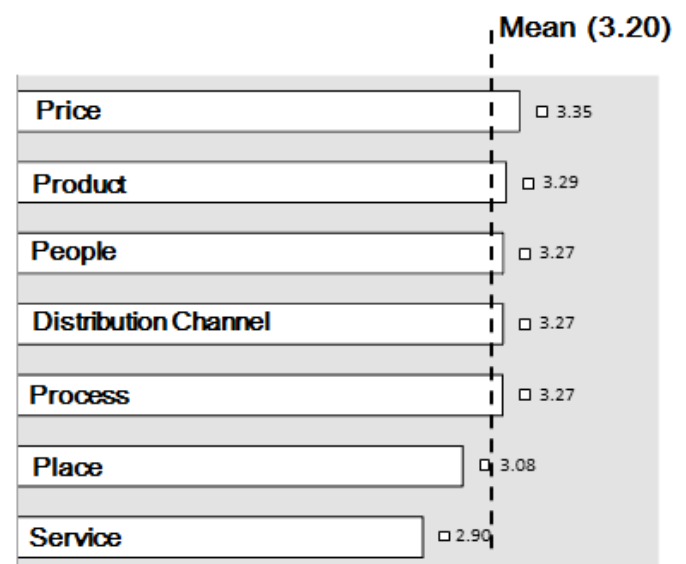 Mean (3.20)
Price 3.35
Product 3.29
People 3.27
Distribution Channel 3.27
Process 3.27
Place 3.08
Service 2.90